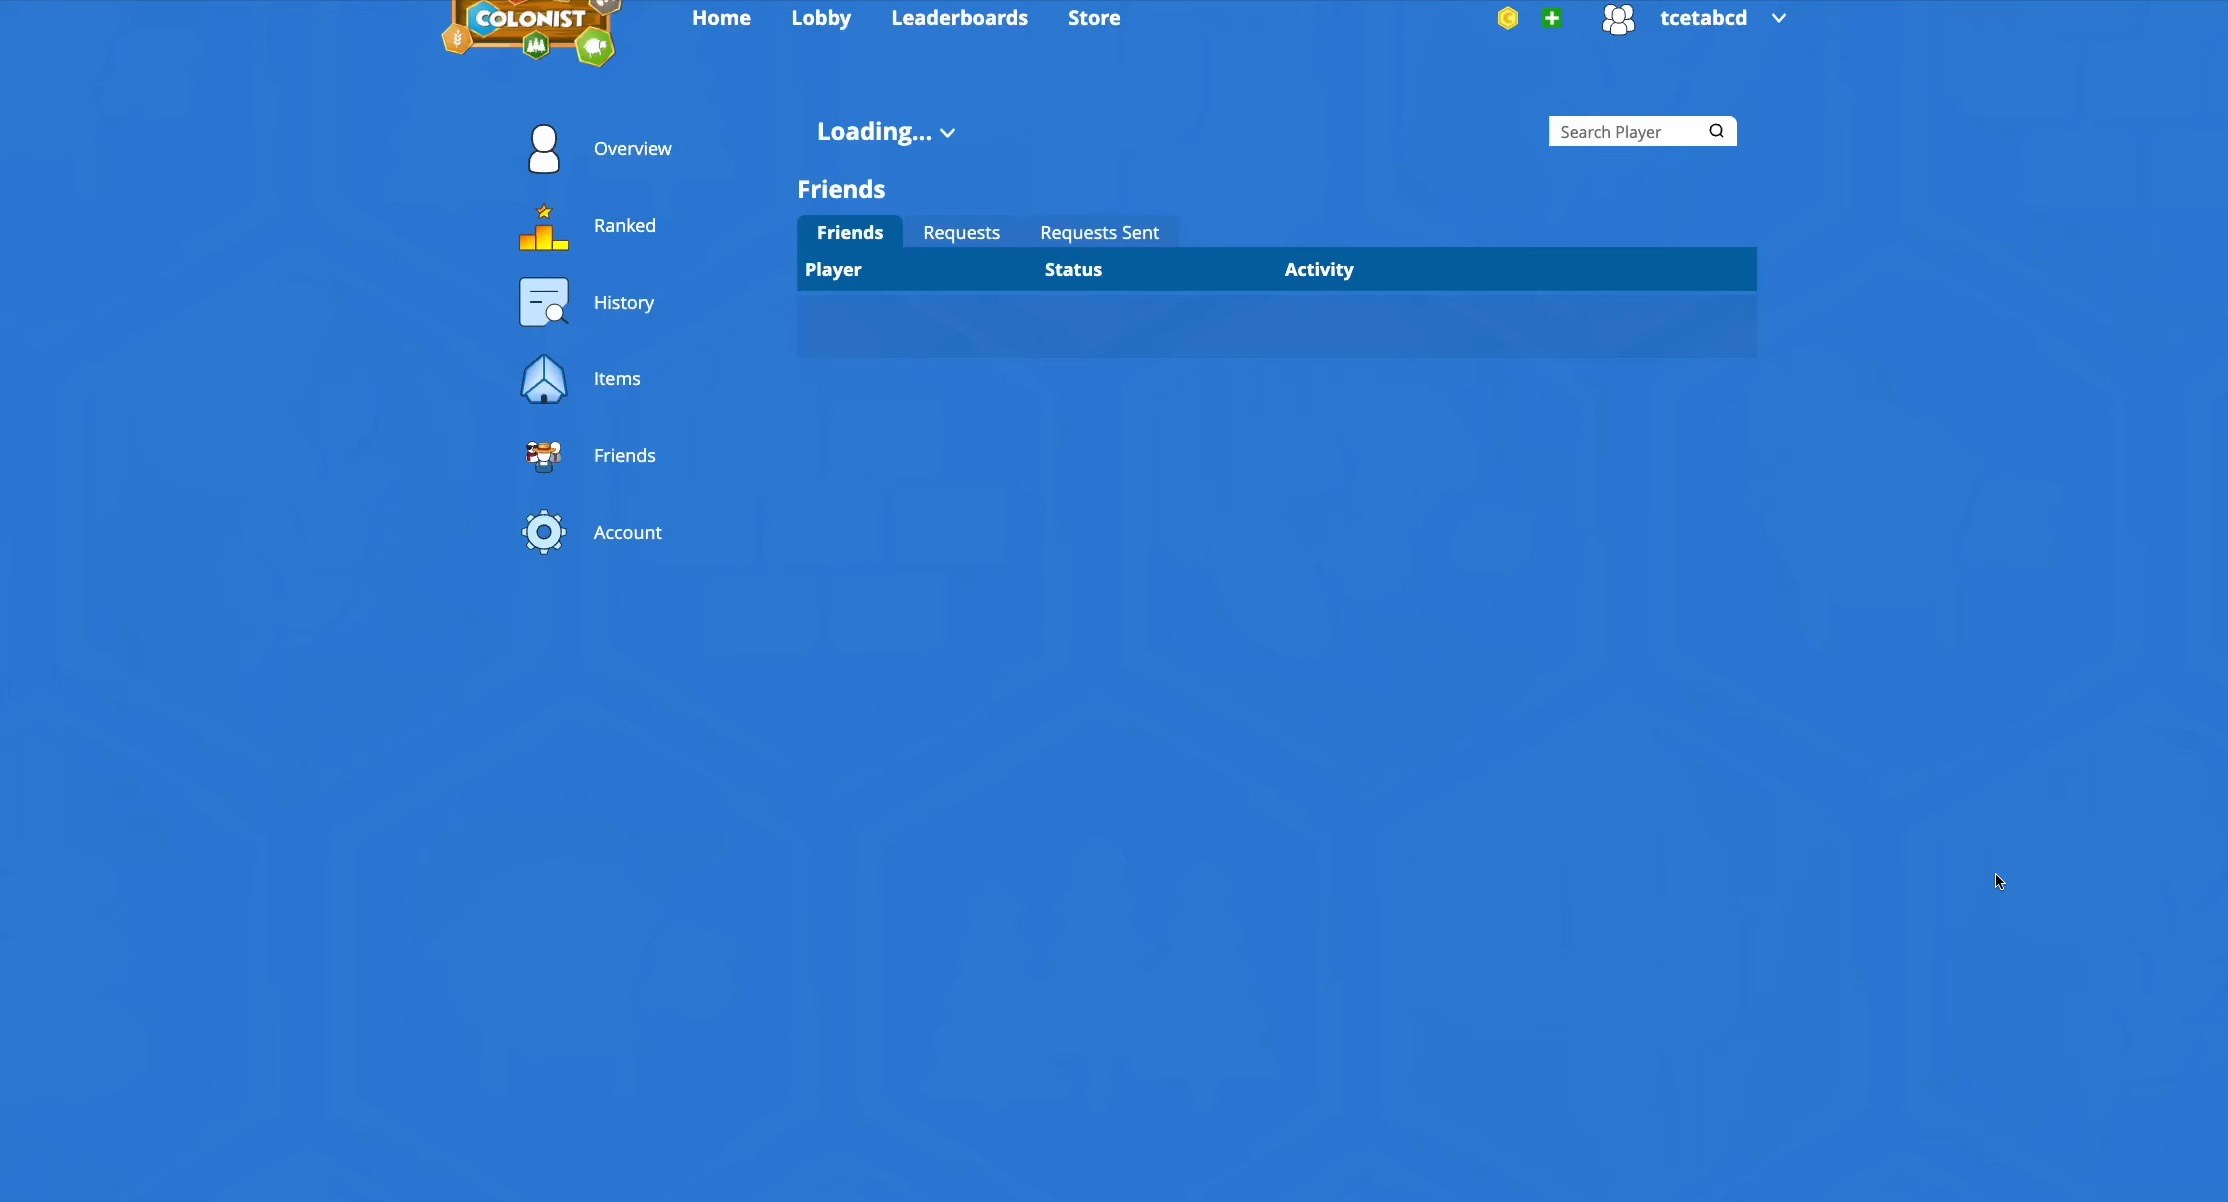 COLONIST
Home Lobby Leaderboards Store
tcetabcd
Overview
Ranked
History
Items
Friends
Account
Loading...
Search Player
Friends
Friends Requests Requests Sent
Player Status Activity